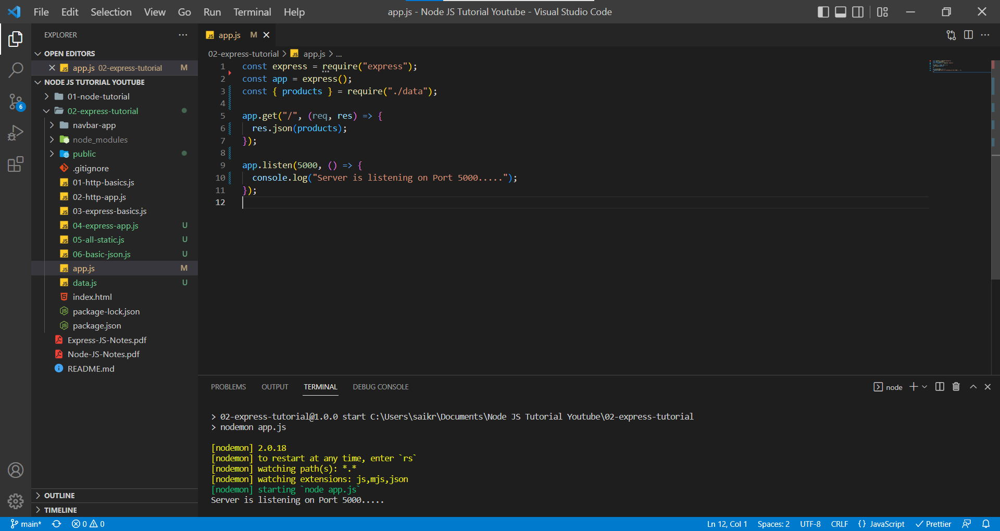 File Edit Selection View Go Run Terminal Help
app.js - Node JS Tutorial Youtube - Visual Studio Code
EXPLORER
OPEN EDITORS
app.js 02-express-tutorial M
NODE JS TUTORIAL YOUTUBE
01-node-tutorial
02-express-tutorial
navbar-app
node_modules
public
.gitignore
01-http-basics.js
02-http-app.js
03-express-basics.js
04-express-app.js U
05-all-static.js U
06-basic-json.js U
app.js M
data.js U
index.html
package-lock.json
package.json
Express-JS-Notes.pdf
Node-JS-Notes.pdf
README.md
OUTLINE
TIMELINE
6
app.js M
02-express-tutorial > app.js > ...
1 const express = require("express");
2 const app = express();
3 const { products } = require("./data");
4
5 app.get("/", (req, res) => {
6 res.json(products);
7 });
8
9 app.listen(5000, () => {
10 console.log("Server is listening on Port 5000.....");
11 });
12
PROBLEMS OUTPUT TERMINAL DEBUG CONSOLE
node
> 02-express-tutorial@1.0.0 start C:\Users\saikr\Documents\Node JS Tutorial Youtube\02-express-tutorial
> nodemon app.js
[nodemon] 2.0.18
[nodemon] to restart at any time, enter `rs`
[nodemon] watching path(s): *.*
[nodemon] watching extensions: js,mjs,json
[nodemon] starting `node app.js`
Server is listening on Port 5000.....
main* 0 0
Ln 12, Col 1 Spaces: 2 UTF-8 CRLF {} JavaScript Prettier